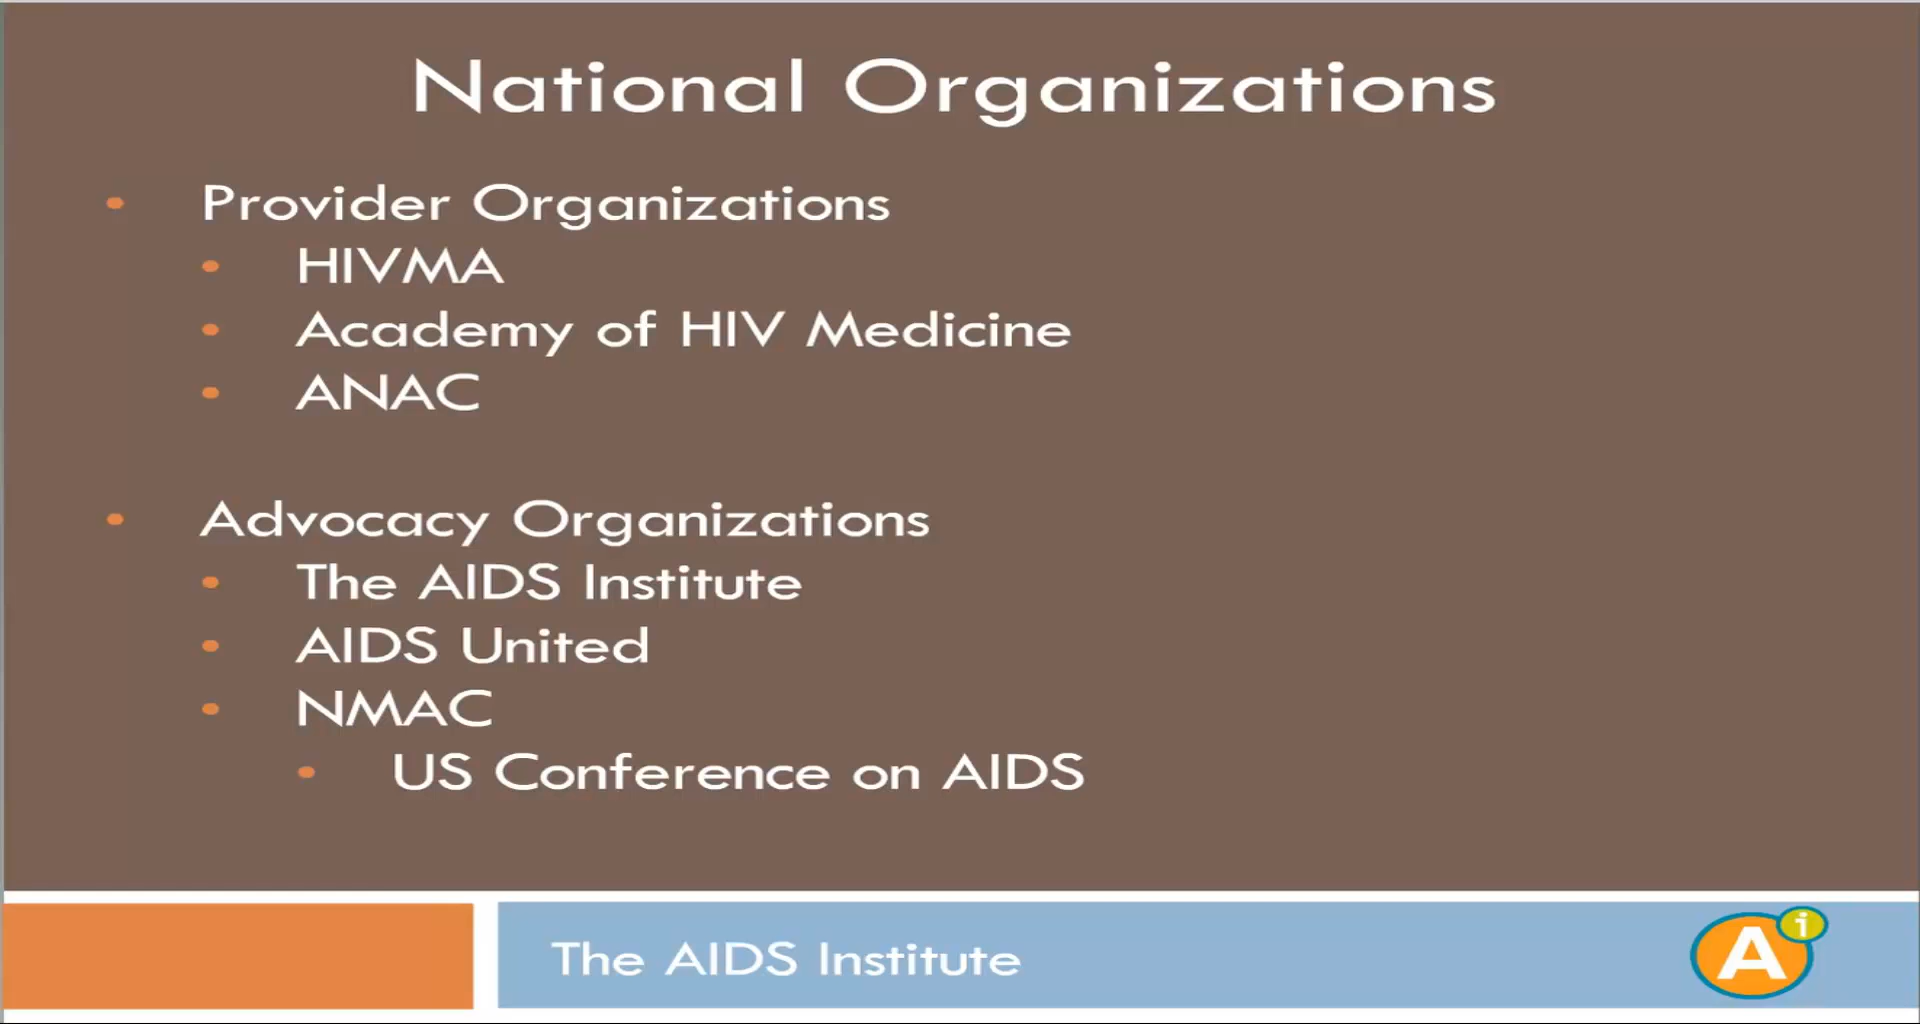 National Organizations
• Provider Organizations
• HIVMA
• Academy of HIV Medicine
• ANAC
• Advocacy Organizations
• The AIDS Institute
• AIDS United
• NMAC
• US Conference on AIDS
The AIDS Institute
A i